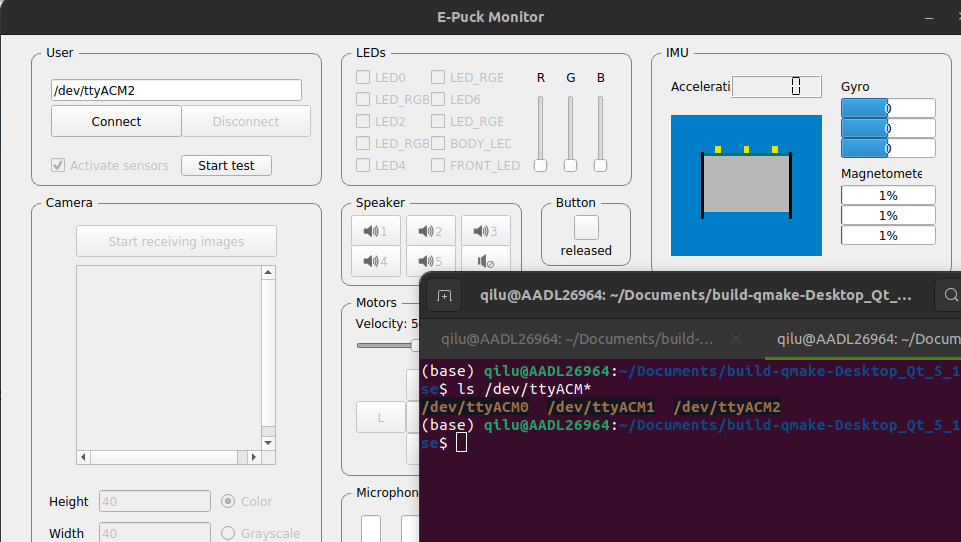 E-Puck Monitor
User
/dev/ttyACM2
Connect
Disconnect
Activate sensors
Start test
LEDs
LED0
LED_RGB
LED_RGB
LED6
LED2
LED_RGB
LED_RGB
BODY_LED
LED4
FRONT_LED
R G B
IMU
Accelerati
0
Gyro
0
0
0
Magnetomete
1%
1%
1%
Camera
Start receiving images
Height 40
Color
Width 40
Grayscale
Speaker
1
2
3
4
5
Button
released
Motors
Velocity: 5
L
Microphon
qilu@AADL26964: ~/Documents/build-qmake-Desktop_Qt_...
qilu@AADL26964: ~/Documents/build-...
qilu@AADL26964: ~/Docum
(base) qilu@AADL26964:~/Documents/build-qmake-Desktop_Qt_5_1
se$ ls /dev/ttyACM*
/dev/ttyACM0 /dev/ttyACM1 /dev/ttyACM2
(base) qilu@AADL26964:~/Documents/build-qmake-Desktop_Qt_5_1
se$